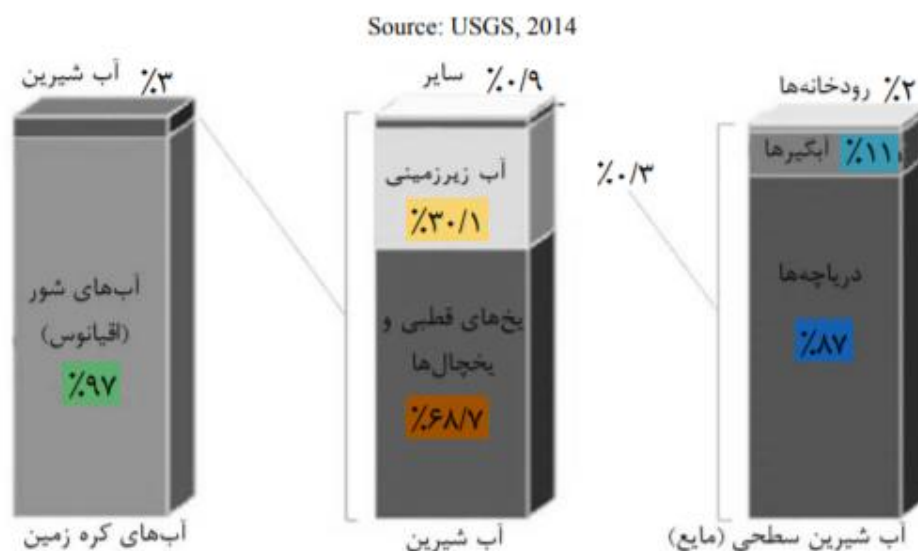 Source: USGS, 2014
آب شیرین ٪۳
آب‌های شور
(اقیانوس)
٪۹۷
آب‌های کره زمین
سایر ٪۰/۹
آب زیرزمینی
٪۳۰/۱
یخ‌های قطبی و
یخچال‌ها
٪۶۸/۷
آب شیرین
٪۰/۳
رودخانه‌ها ٪۲
آبگیرها ٪۱۱
دریاچه‌ها
٪۸۷
آب شیرین سطحی (مایع)